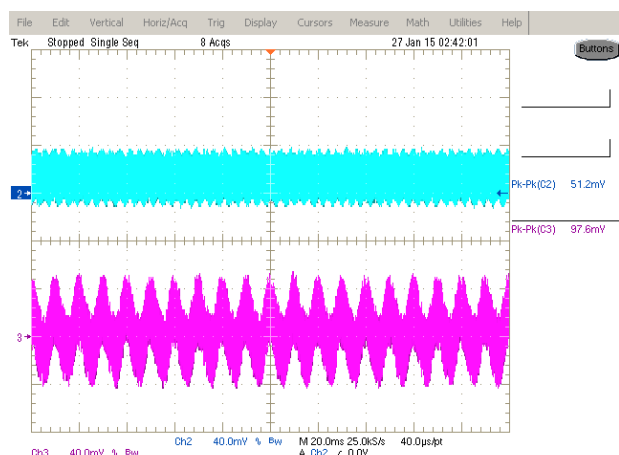 File Edit Vertical Horiz/Acq Trig Display Cursors Measure Math Utilities Help
Tek Stopped Single Seq 8 Acqs 27 Jan 15 02:42:01
Buttons
2
Pk-Pk(C2) 51.2mV
Pk-Pk(C3) 97.6mV
3
Ch2 40.0mV % Bw M 20.0ms 25.0kS/s 40.0µs/pt
Ch3 40.0mV % Bw A Ch2 / 0.0V